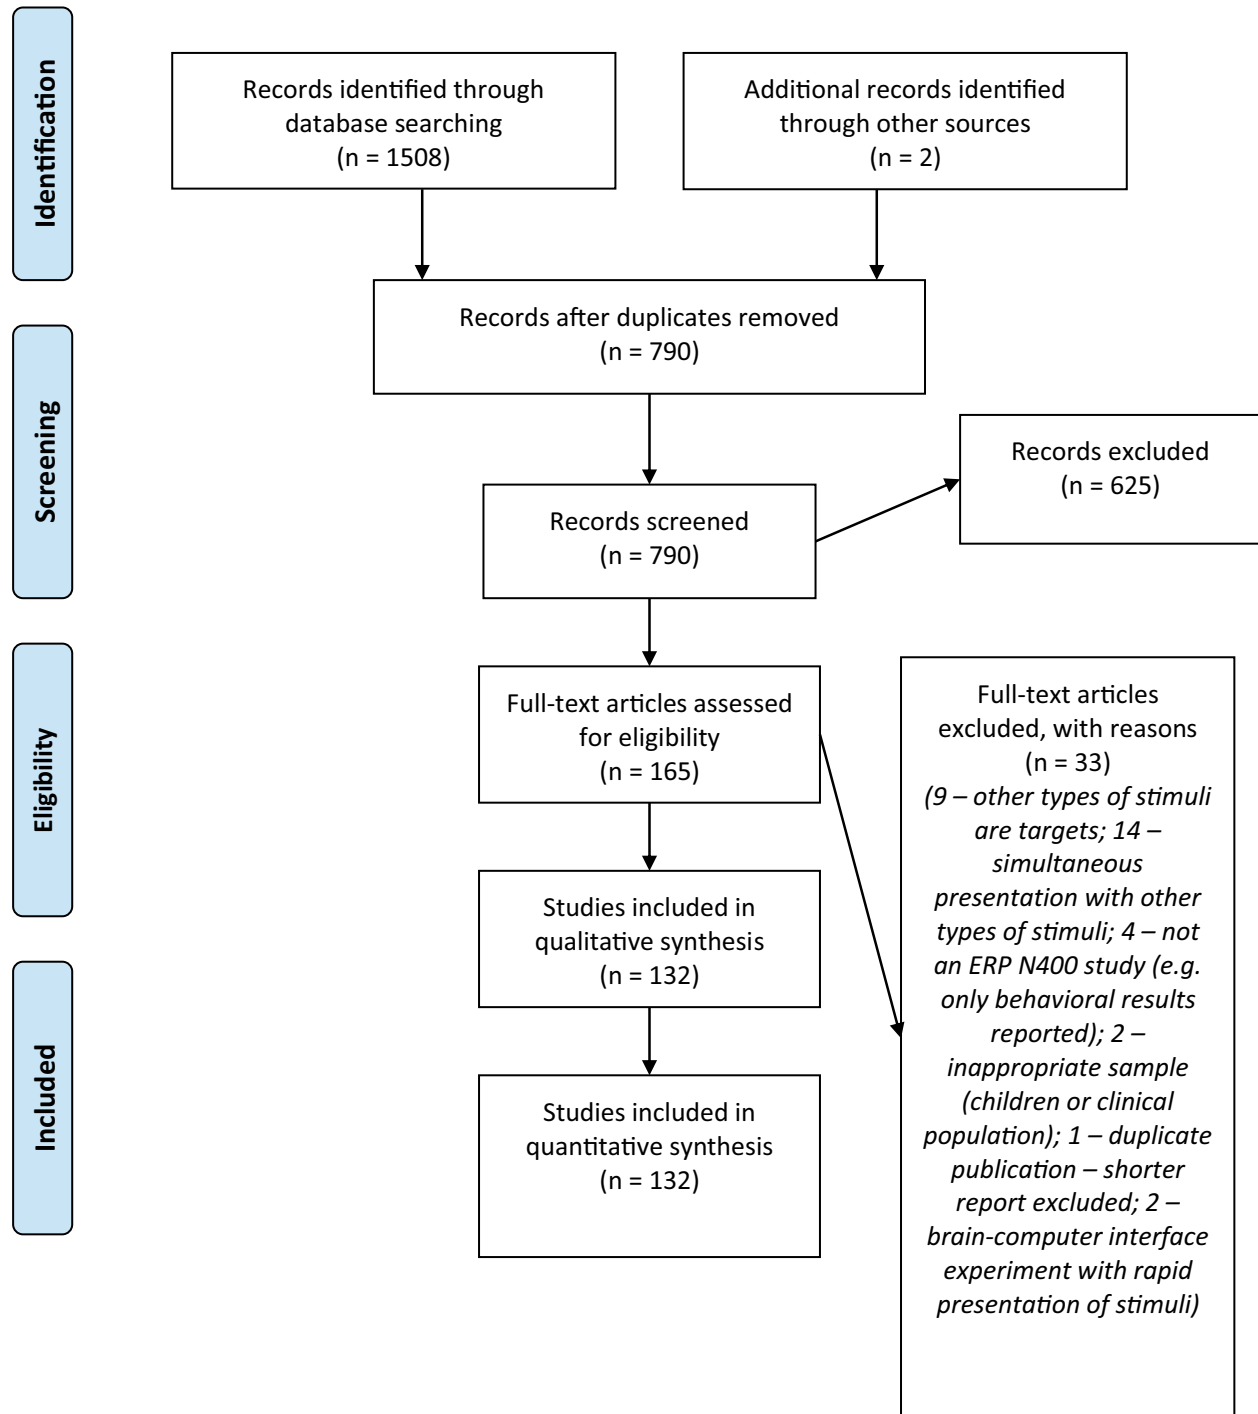 Identification
Records identified through
database searching
(n = 1508)
Additional records identified
through other sources
(n = 2)
Records after duplicates removed
(n = 790)
Screening
Records screened
(n = 790)
Records excluded
(n = 625)
Eligibility
Full-text articles assessed
for eligibility
(n = 165)
Full-text articles
excluded, with reasons
(n = 33)
(9 – other types of stimuli
are targets; 14 –
simultaneous
presentation with other
types of stimuli; 4 – not
an ERP N400 study (e.g.
only behavioral results
reported); 2 –
inappropriate sample
(children or clinical
population); 1 – duplicate
publication – shorter
report excluded; 2 –
brain-computer interface
experiment with rapid
presentation of stimuli)
Studies included in
qualitative synthesis
(n = 132)
Included
Studies included in
quantitative synthesis
(n = 132)